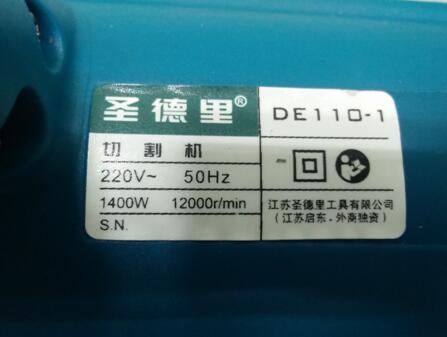 圣德里®
DE110-1
切割机
220V~ 50Hz
1400W 12000r/min
S.N.
江苏圣德里工具有限公司
(江苏启东-外商独资)